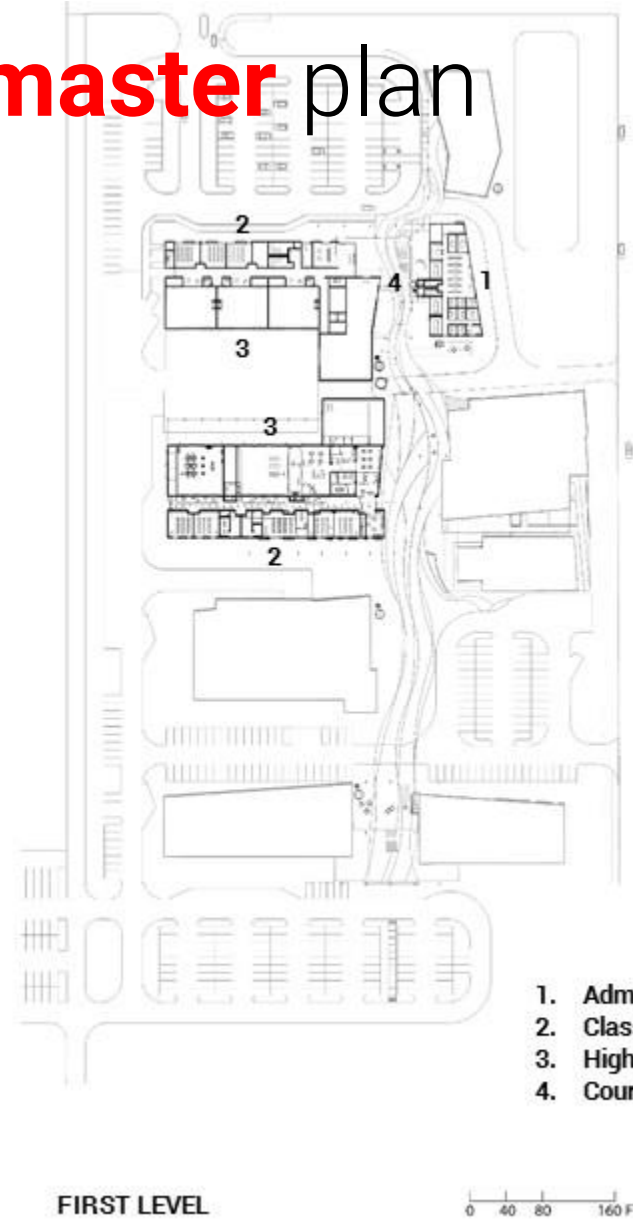 master plan
2
4
1
3
3
2
1. Adm
2. Clas
3. High
4. Cour
FIRST LEVEL
0 40 80 160 F